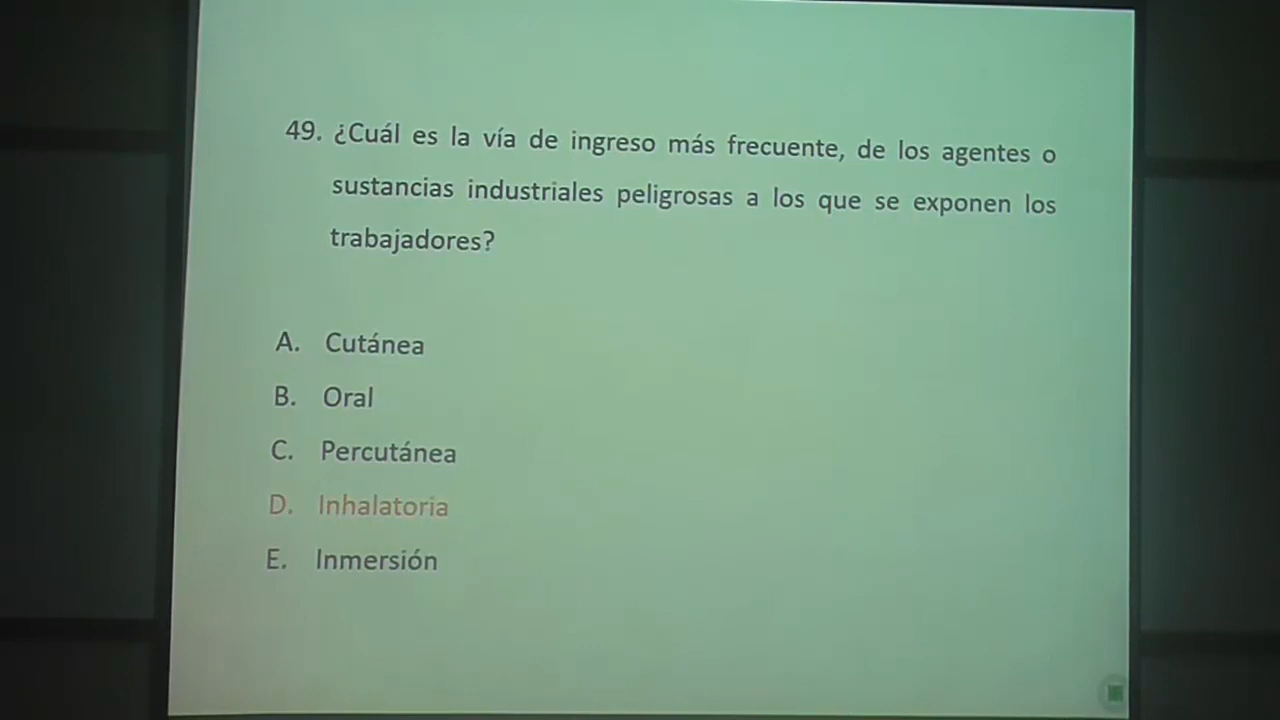 49. ¿Cuál es la vía de ingreso más frecuente, de los agentes o
sustancias industriales peligrosas a los que se exponen los
trabajadores?
A. Cutánea
B. Oral
C. Percutánea
D. Inhalatoria
E. Inmersión